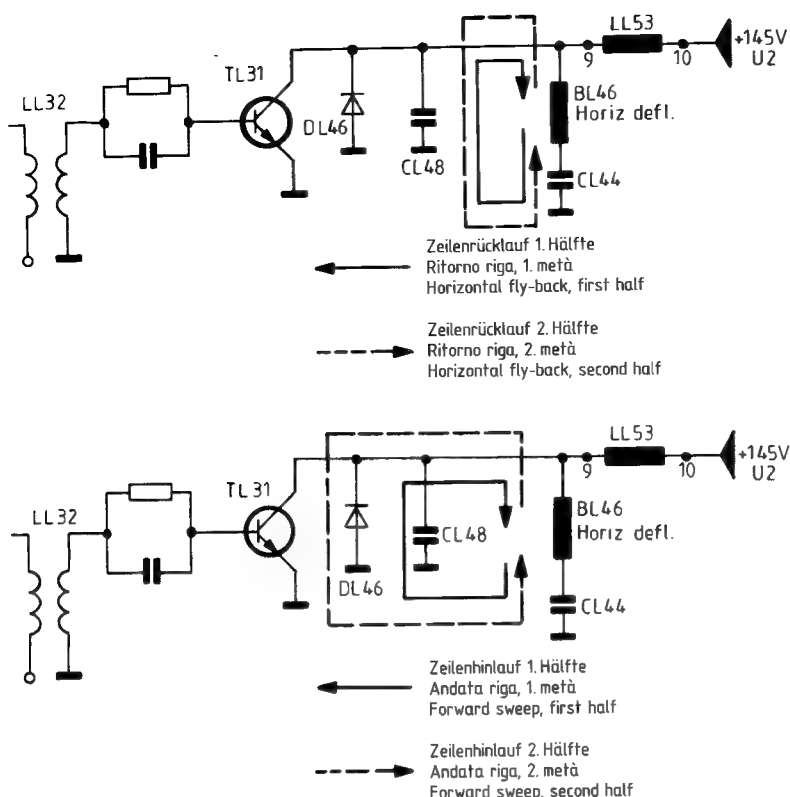 LL53
+145V
9
10
U2
TL31
LL32
DL46
BL46
Horiz defl.
CL48
CL44
Zeilenrücklauf 1. Hälfte
Ritorno riga, 1. metà
Horizontal fly-back, first half
Zeilenrücklauf 2. Hälfte
Ritorno riga, 2. metà
Horizontal fly-back, second half
LL53
+145V
9
10
U2
TL31
LL32
BL46
Horiz defl.
CL48
DL46
CL44
Zeilenhinlauf 1. Hälfte
Andata riga, 1. metà
Forward sweep, first half
Zeilenhinlauf 2. Hälfte
Andata riga, 2. metà
Forward sweep, second half